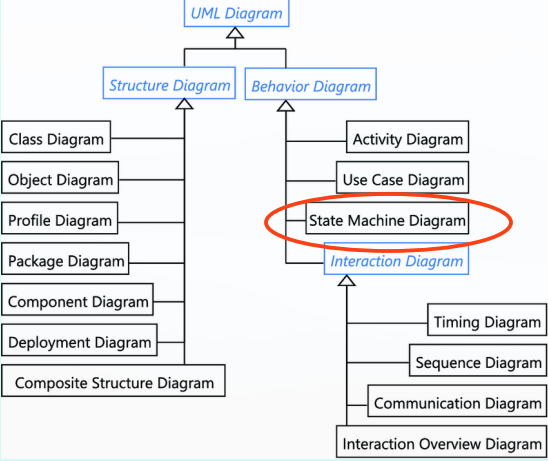 UML Diagram
Structure Diagram
Behavior Diagram
Class Diagram
Object Diagram
Profile Diagram
Package Diagram
Component Diagram
Deployment Diagram
Composite Structure Diagram
Activity Diagram
Use Case Diagram
State Machine Diagram
Interaction Diagram
Timing Diagram
Sequence Diagram
Communication Diagram
Interaction Overview Diagram